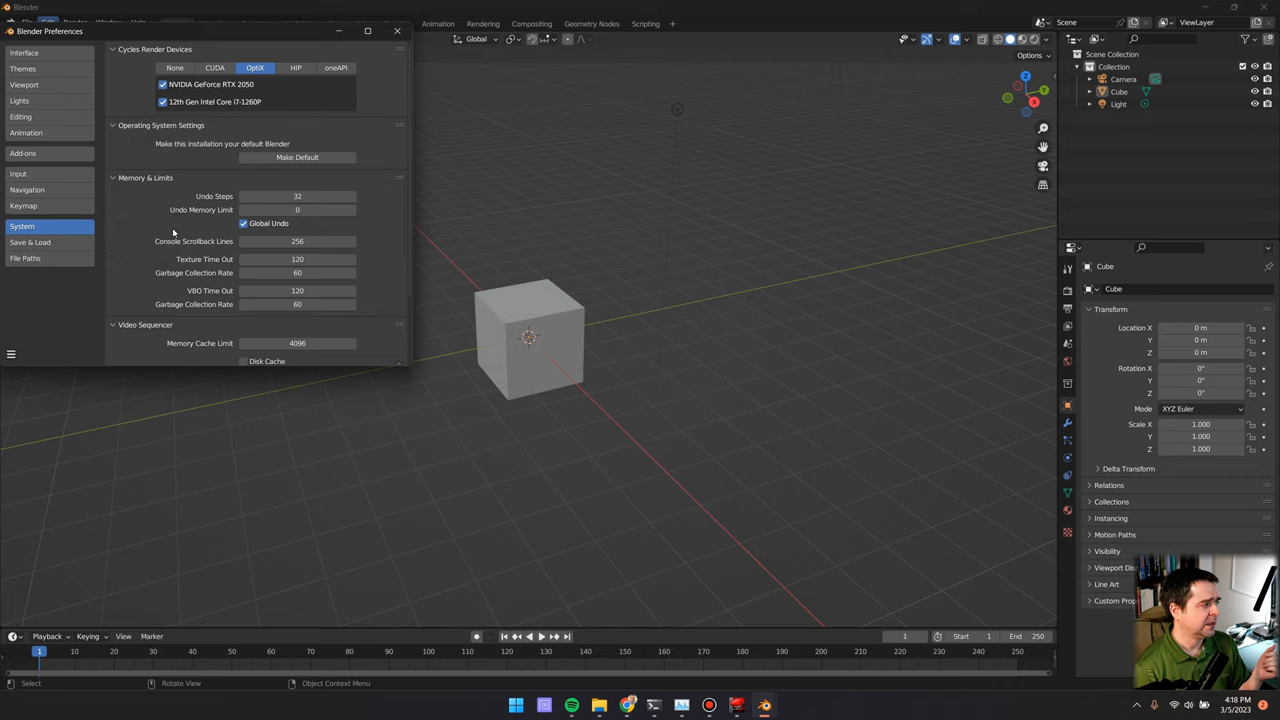 Blender
Animation
Rendering
Compositing
Geometry Nodes
Scripting
+
Scene
ViewLayer
Blender Preferences
Global
Options
Interface
Themes
Viewport
Lights
Editing
Animation
Add-ons
Input
Navigation
Keymap
System
Save & Load
File Paths
Cycles Render Devices
None
CUDA
OptiX
HIP
oneAPI
NVIDIA GeForce RTX 2050
12th Gen Intel Core i7-1260P
Operating System Settings
Make this installation your default Blender
Make Default
Memory & Limits
Undo Steps 32
Undo Memory Limit 0
Global Undo
Console Scrollback Lines 256
Texture Time Out 120
Garbage Collection Rate 60
VBO Time Out 120
Garbage Collection Rate 60
Video Sequencer
Memory Cache Limit 4096
Disk Cache
X
Y
Z
Scene Collection
Collection
Camera
Cube
Light
Cube
Cube
Transform
Location X 0 m
Y 0 m
Z 0 m
Rotation X 0°
Y 0°
Z 0°
Mode XYZ Euler
Scale X 1.000
Y 1.000
Z 1.000
Delta Transform
Relations
Collections
Instancing
Motion Paths
Visibility
Viewport
Line Art
Custom
Playback
Keying
View
Marker
1
Start 1
End 250
1 10 20 30 40 50 60 70 80 90 100 110 120 130 140 150 160 170 180 190 200 210 220 230 240 250
Select
Rotate View
Object Context Menu
4:18 PM
3/5/2023
2